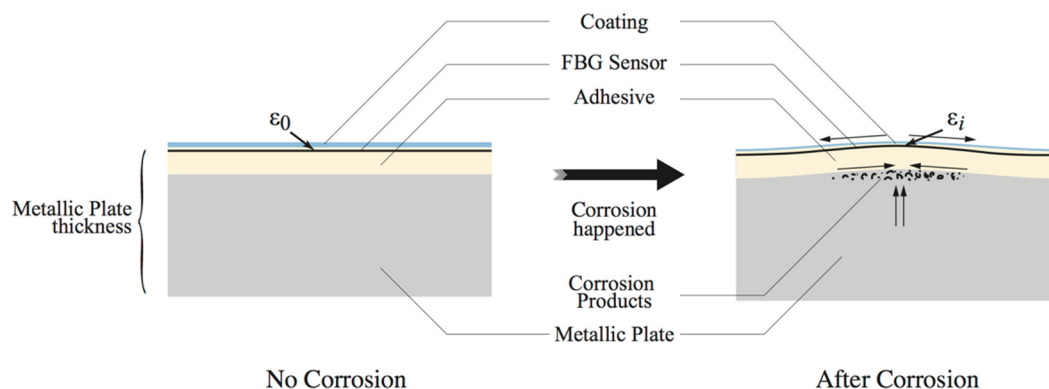 Coating
FBG Sensor
Adhesive
ε0
εi
Metallic Plate
thickness
Corrosion
happened
Corrosion
Products
Metallic Plate
No Corrosion
After Corrosion